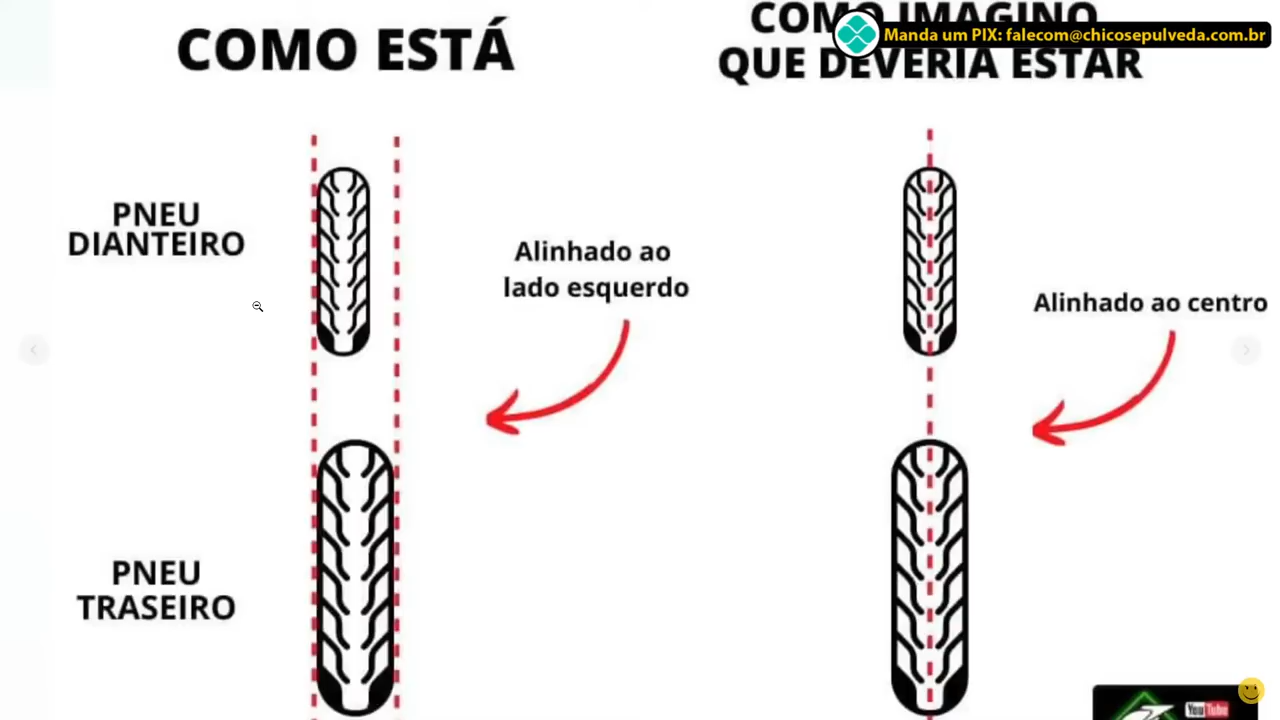 COMO ESTÁ
COMO IMAGINO
QUE DEVERIA ESTAR
Manda um PIX: falecom@chicosepulveda.com.br
PNEU
DIANTEIRO
Alinhado ao
lado esquerdo
Alinhado ao centro
PNEU
TRASEIRO
YouTube